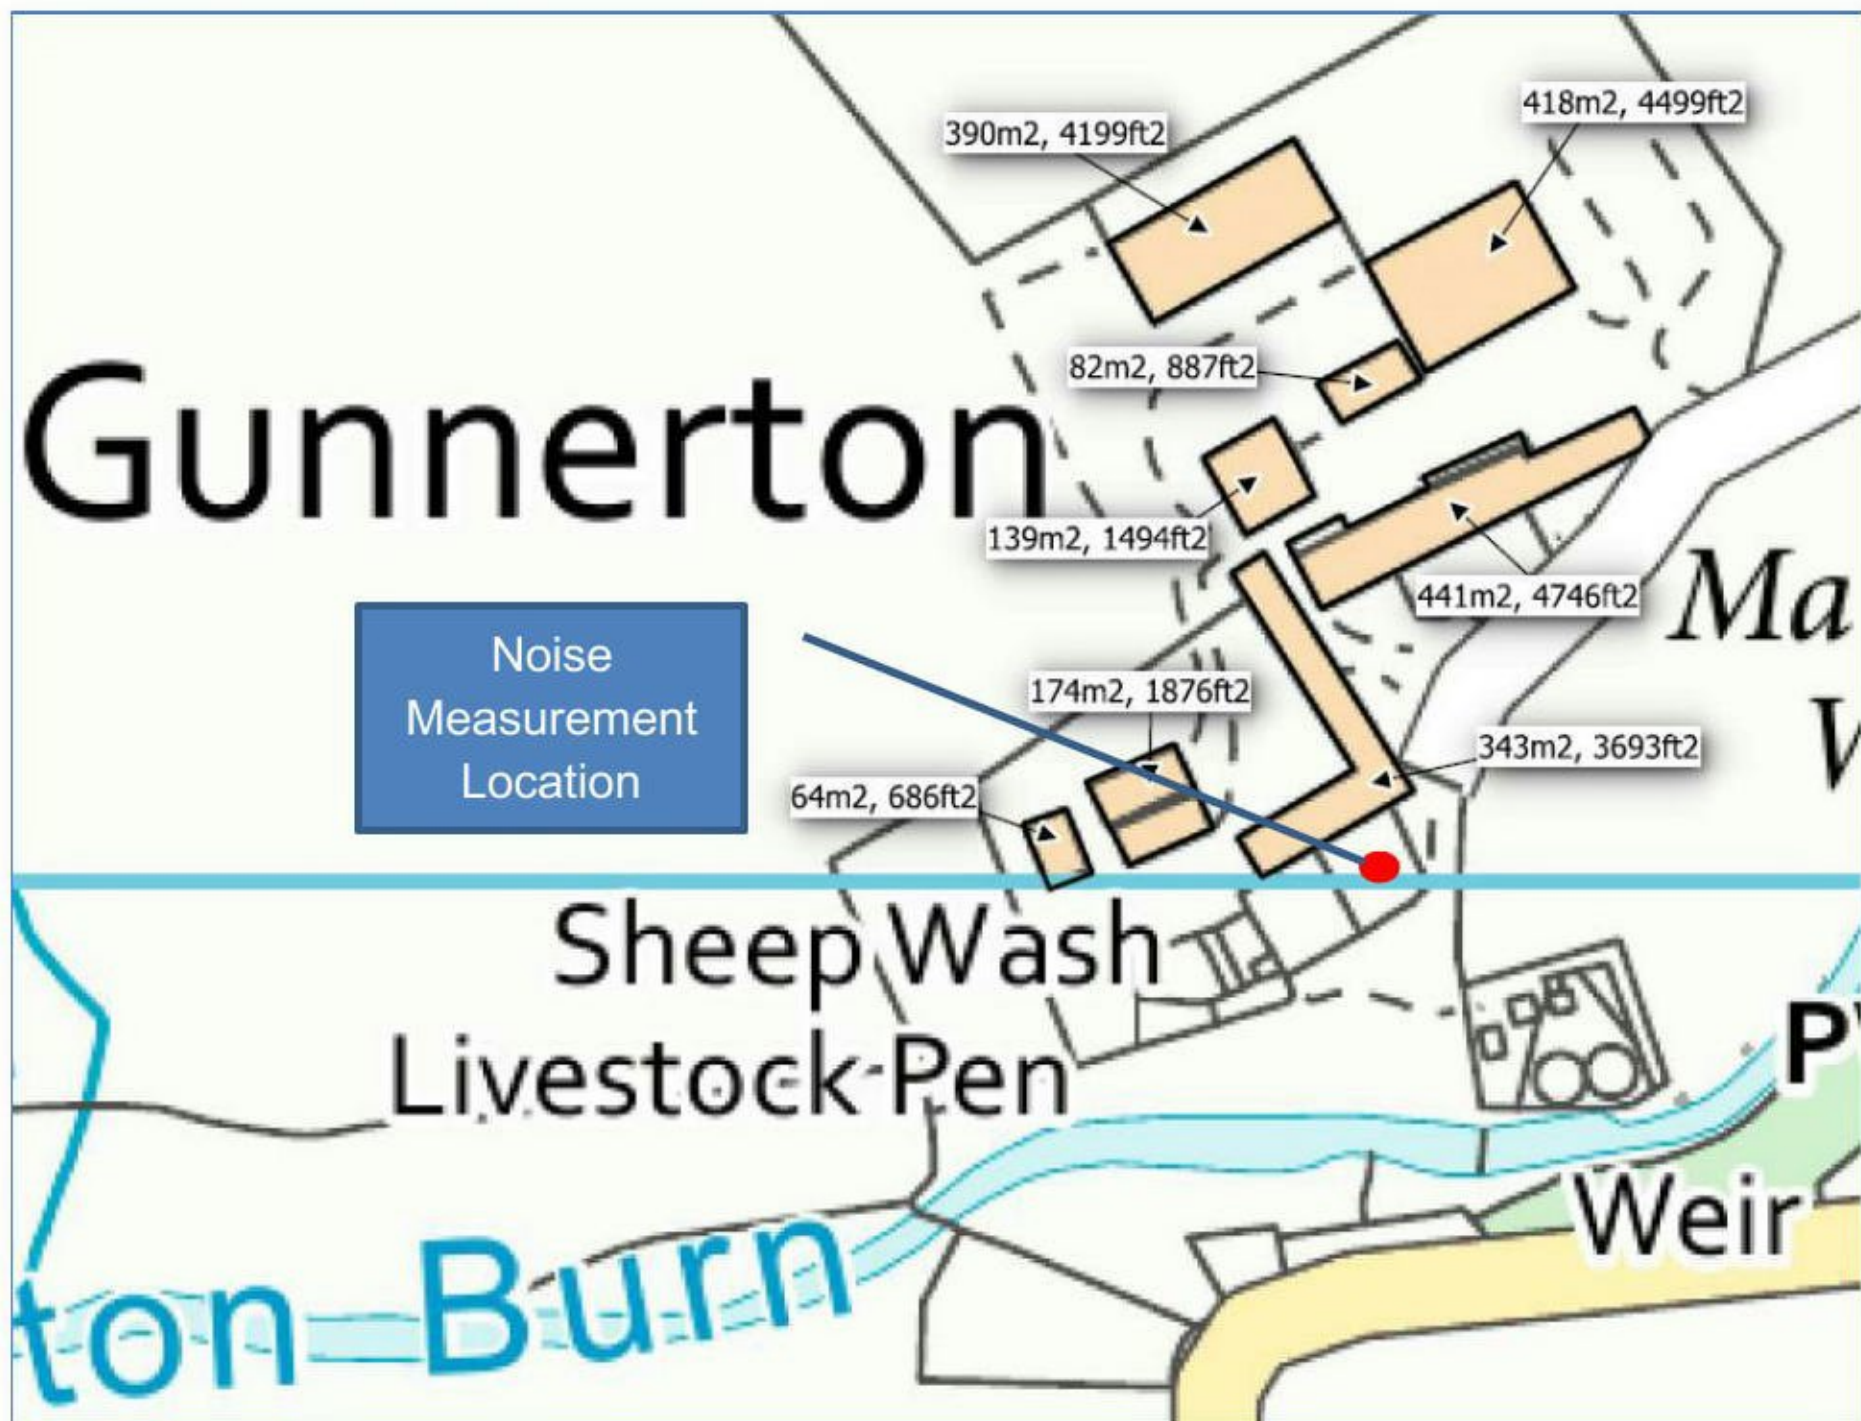 418m2, 4499ft2
390m2, 4199ft2
82m2, 887ft2
Gunnerton
139m2, 1494ft2
441m2, 4746ft2
Ma
Noise
Measurement
Location
174m2, 1876ft2
343m2, 3693ft2
64m2, 686ft2
Sheep Wash
Livestock Pen
Weir
ton Burn